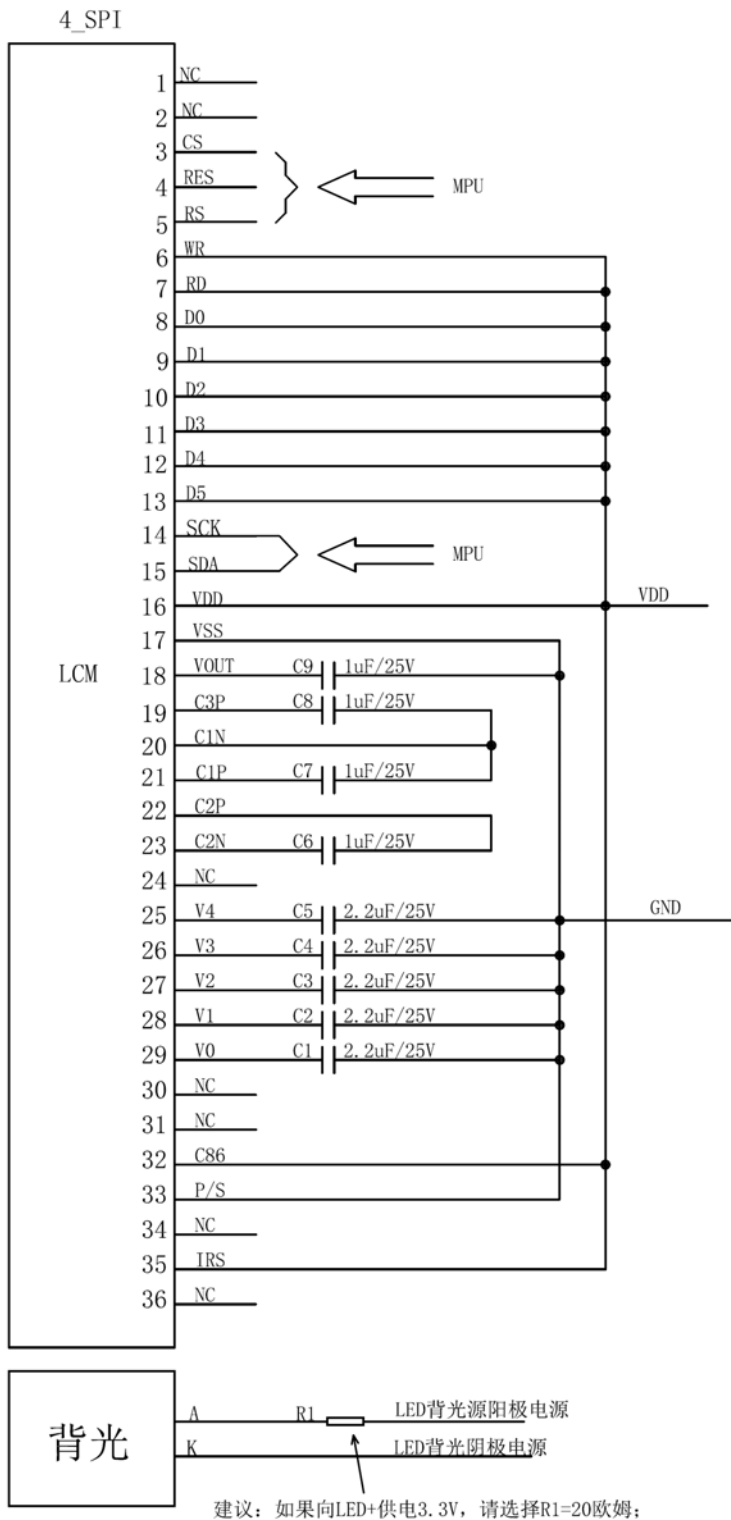 4_SPI
1 NC
2 NC
3 CS
4 RES
MPU
5 RS
6 WR
7 RD
8 D0
9 D1
10 D2
11 D3
12 D4
13 D5
14 SCK
MPU
15 SDA
16 VDD
VDD
17 VSS
LCM
18 VOUT C9 1uF/25V
19 C3P C8 1uF/25V
20 C1N
21 C1P C7 1uF/25V
22 C2P
23 C2N C6 1uF/25V
24 NC
25 V4 C5 2.2uF/25V GND
26 V3 C4 2.2uF/25V
27 V2 C3 2.2uF/25V
28 V1 C2 2.2uF/25V
29 V0 C1 2.2uF/25V
30 NC
31 NC
32 C86
33 P/S
34 NC
35 IRS
36 NC
背光
A R1 LED背光源阳极电源
K LED背光阴极电源
建议：如果向LED+供电3.3V，请选择R1=20欧姆；